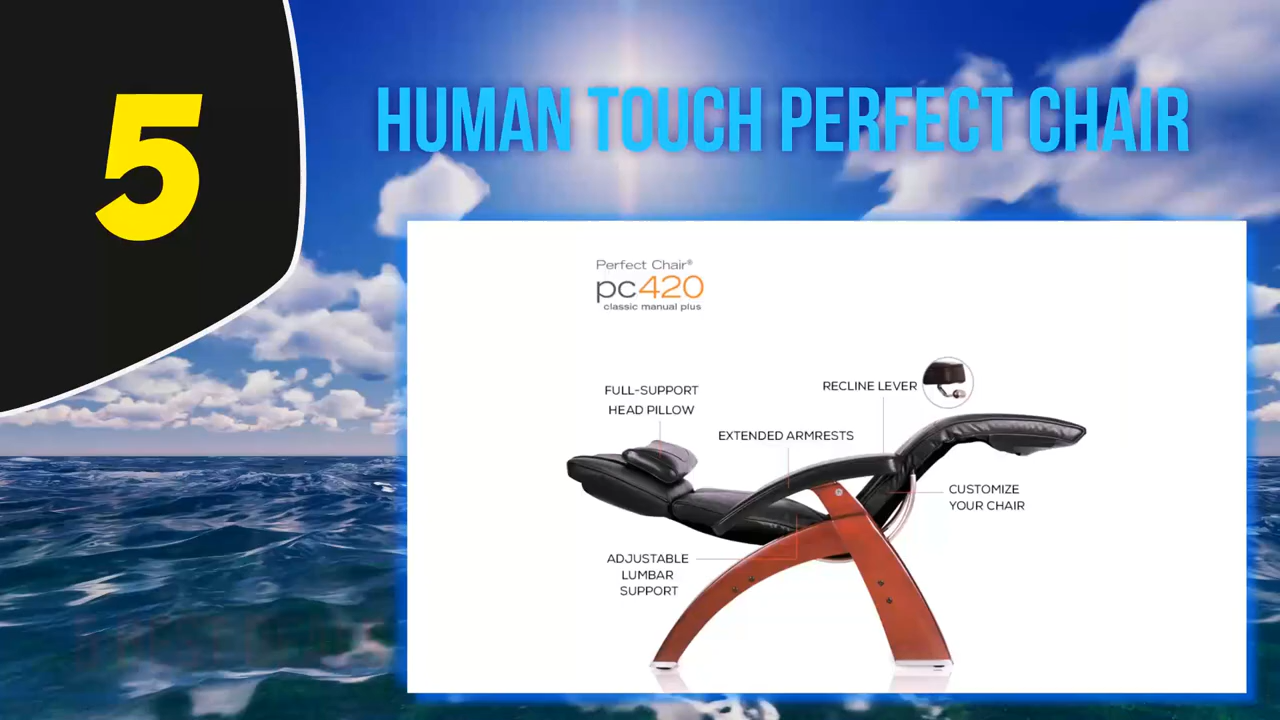 5
HUMAN TOUCH PERFECT CHAIR
Perfect Chair®
pc420
classic manual plus
FULL-SUPPORT
HEAD PILLOW
RECLINE LEVER
EXTENDED ARMRESTS
CUSTOMIZE
YOUR CHAIR
ADJUSTABLE
LUMBAR
SUPPORT